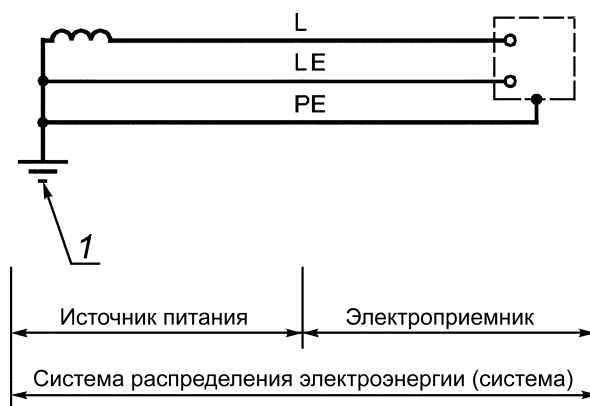 L
LE
PE
1
Источник питания
Электроприемник
Система распределения электроэнергии (система)